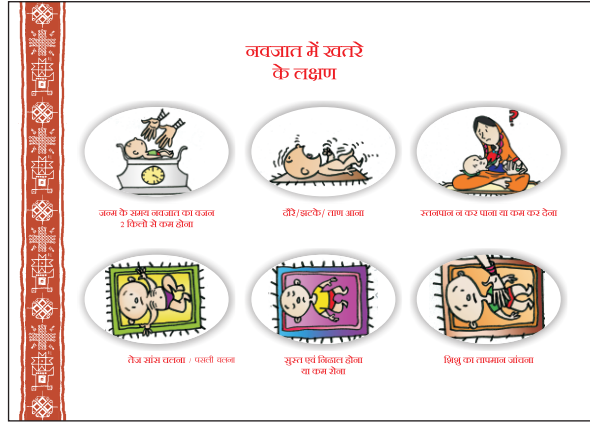 नवजात में खतरे
के लक्षण
जन्म के समय नवजात का वजन
2 किलो से कम होना
दौरे/झटके/ ताण आना
स्तनपान न कर पाना या कम कर देना
तेज सांस चलना / पसली चलना
सुस्त एवं निढाल होना
या कम रोना
शिशु का तापमान जांचना